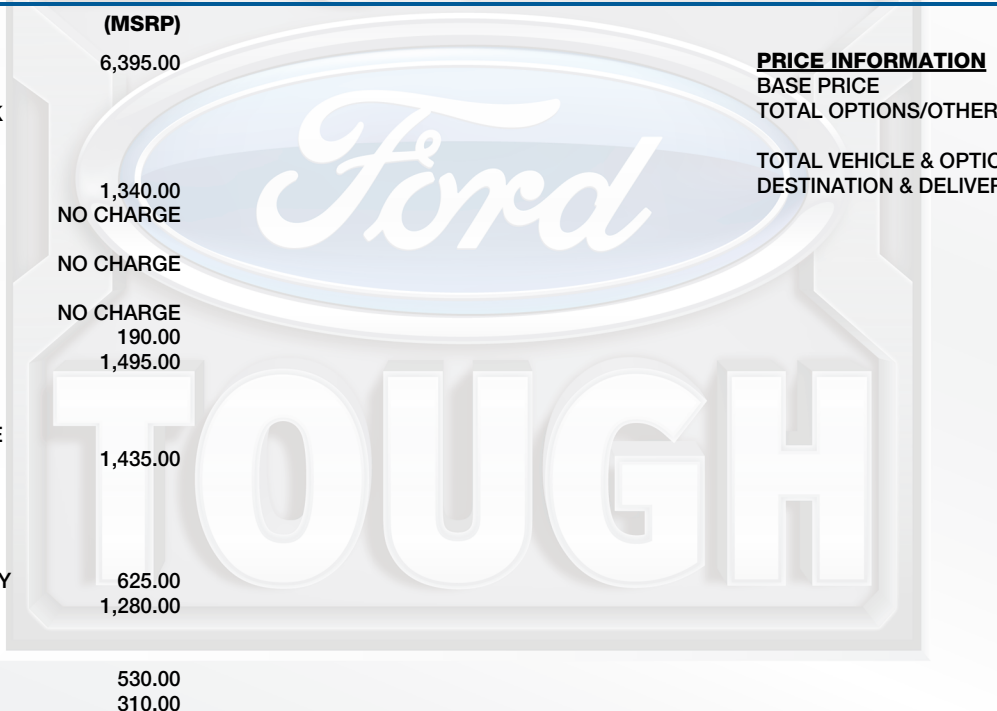 (MSRP)
6,395.00
1,340.00
NO CHARGE
NO CHARGE
NO CHARGE
190.00
1,495.00
1,435.00
Y 625.00
1,280.00
530.00
310.00
PRICE INFORMATION
BASE PRICE
TOTAL OPTIONS/OTHER
TOTAL VEHICLE & OPTIO
DESTINATION & DELIVER
Ford
TOUGH